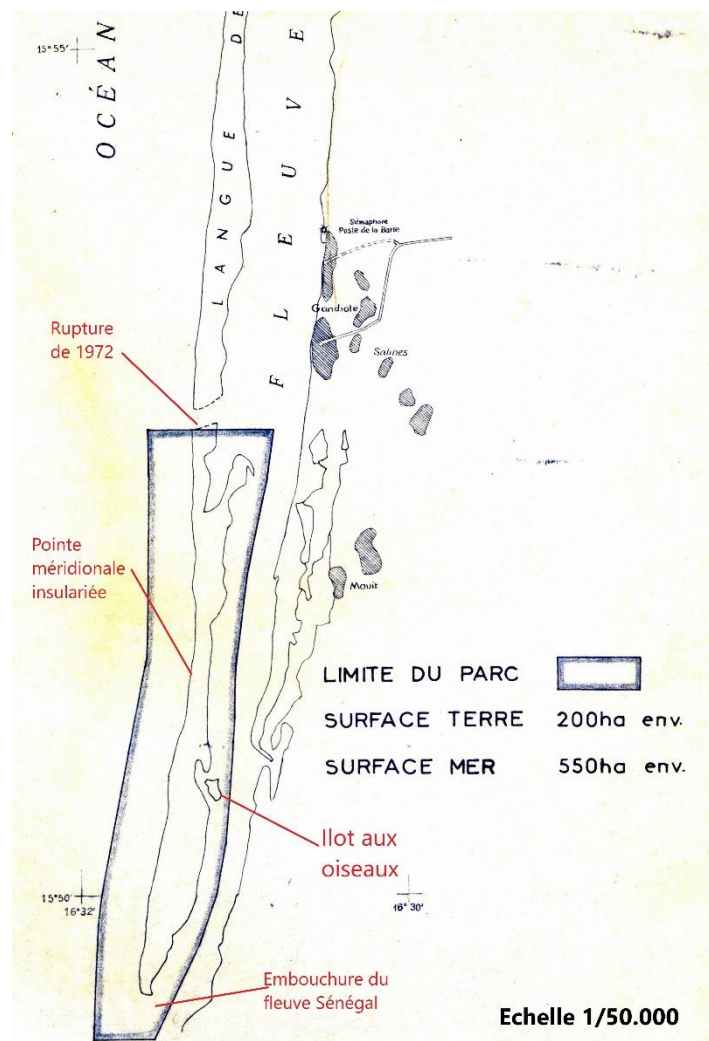 15°55'
OCÉAN
LANGUE DE
FLEUVE
Sémaphore
Poste de la Barre
Gandiole
Salines
Rupture
de 1972
Pointe
méridionale
insulariée
Mouit
LIMITE DU PARC
SURFACE TERRE 200ha env.
SURFACE MER 550ha env.
Ilot aux
oiseaux
15°50'
16°32'
16°30'
Embouchure du
fleuve Sénégal
Echelle 1/50.000